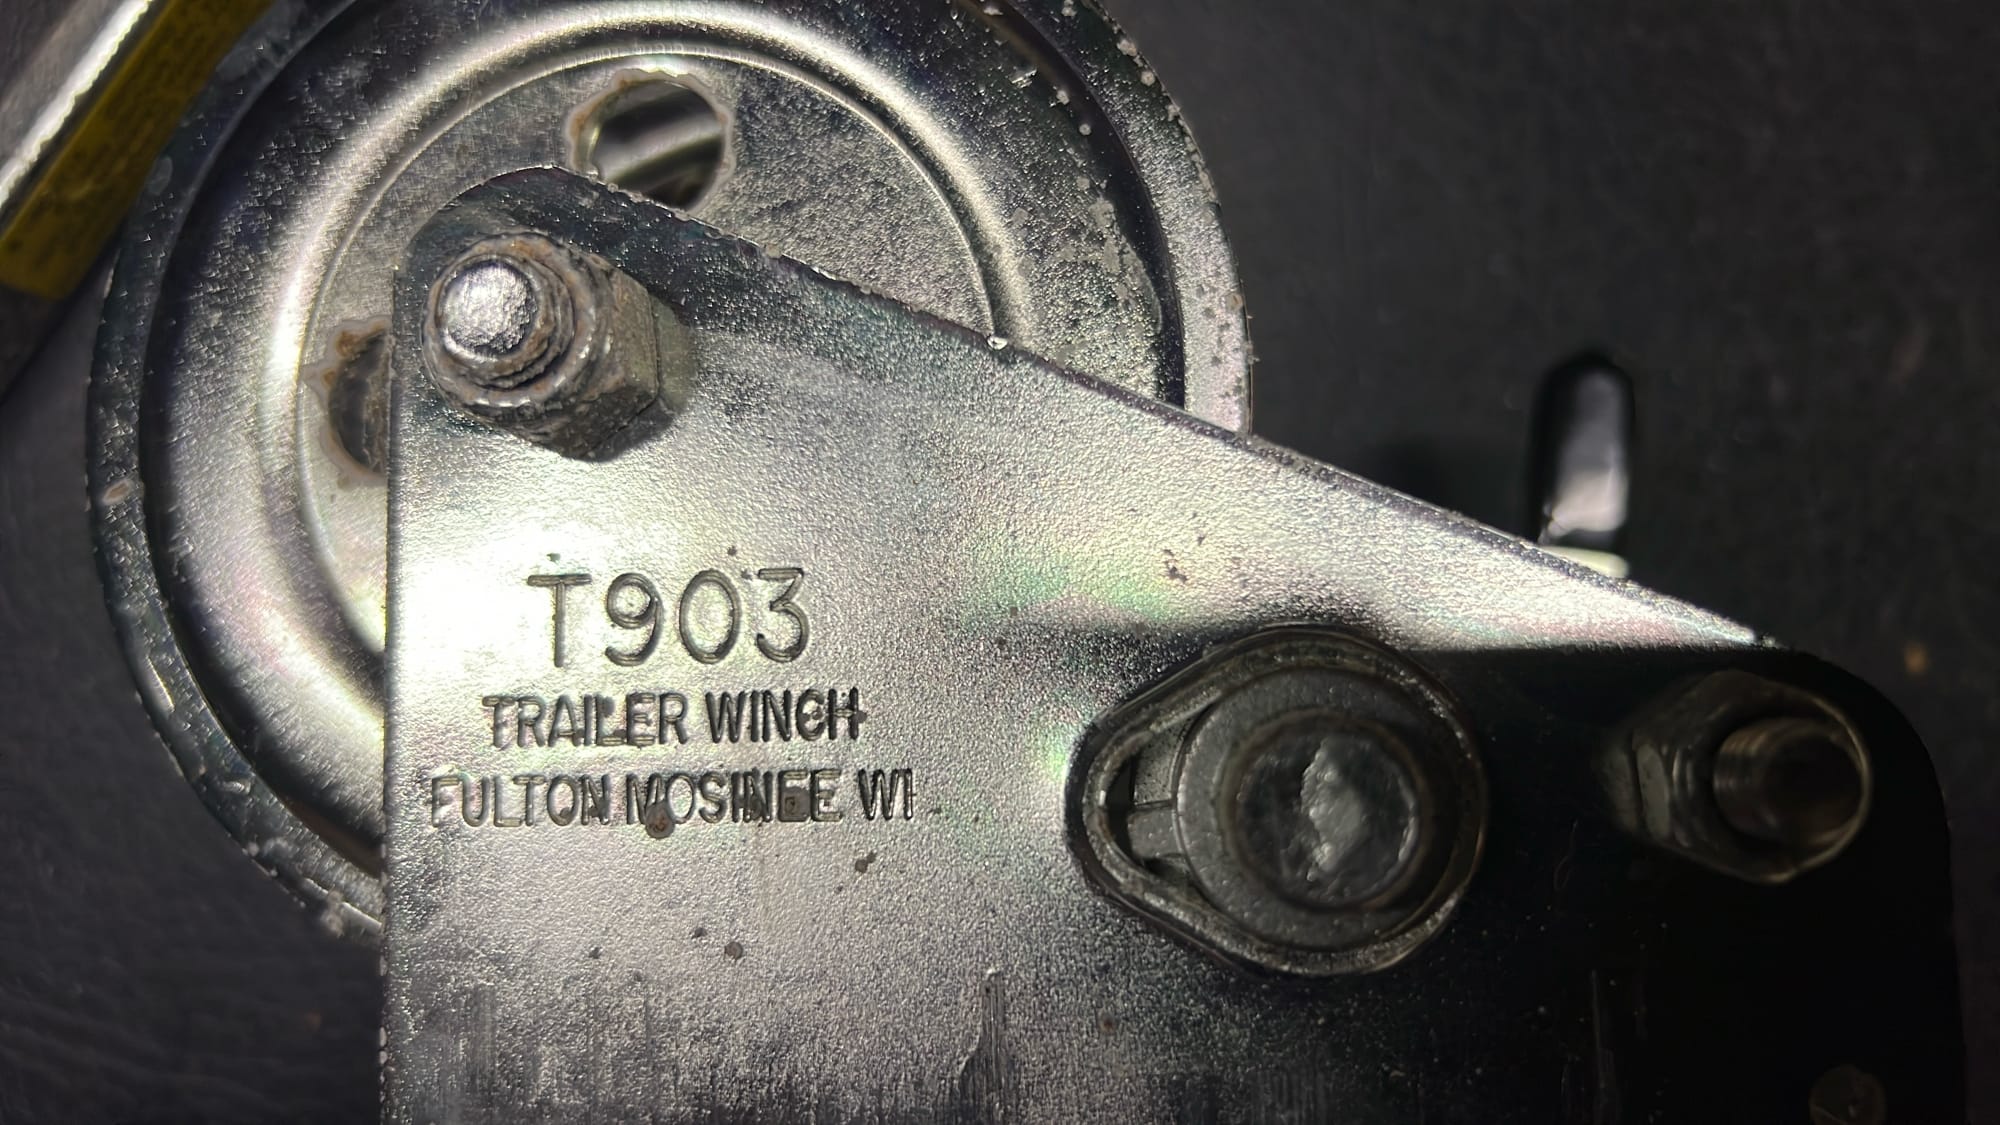 T903
TRAILER WINCH
FULTON MOSINEE WI